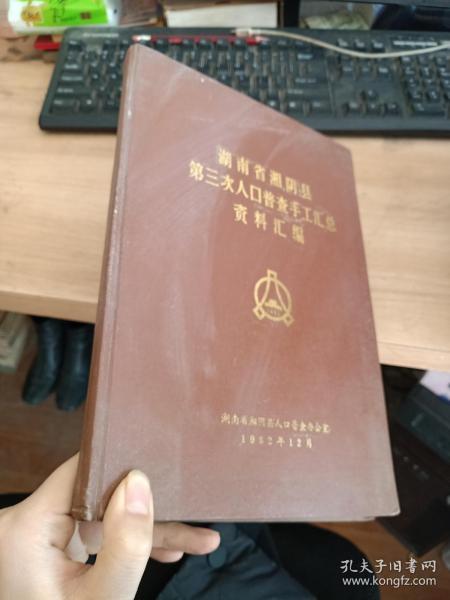 湖南省湘阴县
第三次人口普查手工汇总
资料汇编
湖南省湘阴县人口普查办公室
1982年12月
孔夫子旧书网
www.kongfz.com